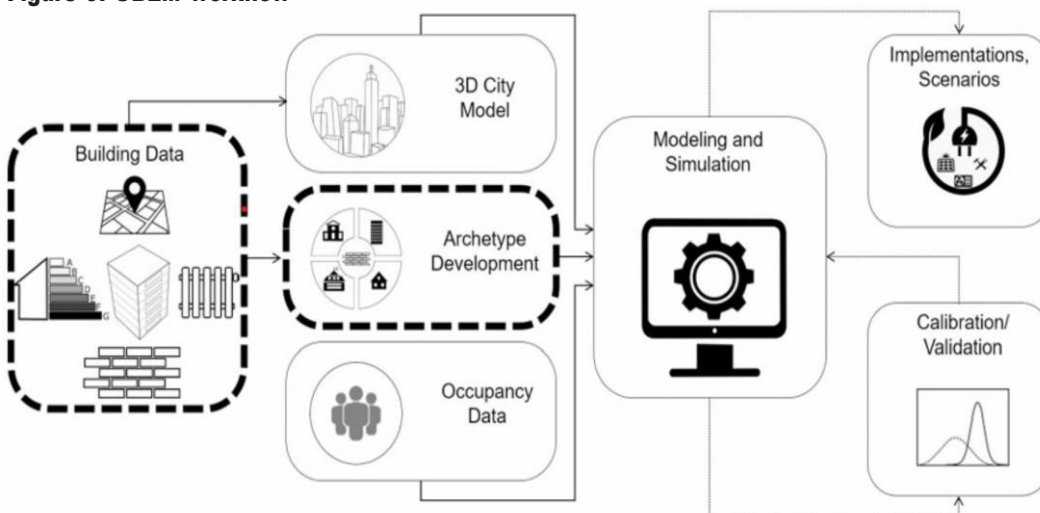 Building Data
A
B
C
D
E
F
G
3D City
Model
Archetype
Development
Occupancy
Data
Modeling and
Simulation
Implementations,
Scenarios
Calibration/
Validation